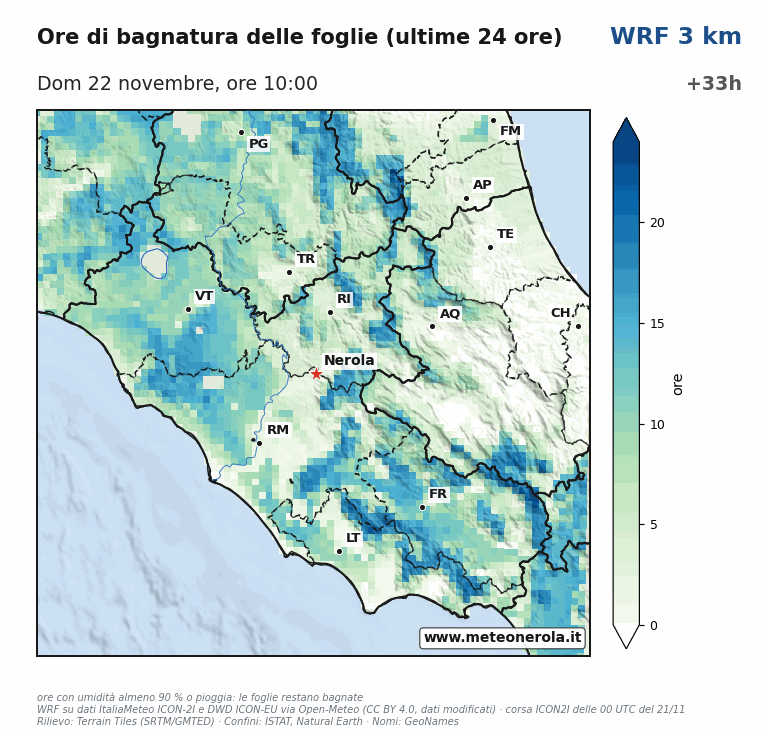 Ore di bagnatura delle foglie (ultime 24 ore) WRF 3 km
Dom 22 novembre, ore 10:00 +33h
FM
PG
AP
TE
TR
VT
RI
AQ
CH
Nerola
RM
FR
LT
20
15
10
5
0
ore
www.meteonerola.it
ore con umidità almeno 90 % o pioggia: le foglie restano bagnate
WRF su dati ItaliaMeteo ICON-2I e DWD ICON-EU via Open-Meteo (CC BY 4.0, dati modificati) · corsa ICON2I delle 00 UTC del 21/11
Rilievo: Terrain Tiles (SRTM/GMTED) · Confini: ISTAT, Natural Earth · Nomi: GeoNames